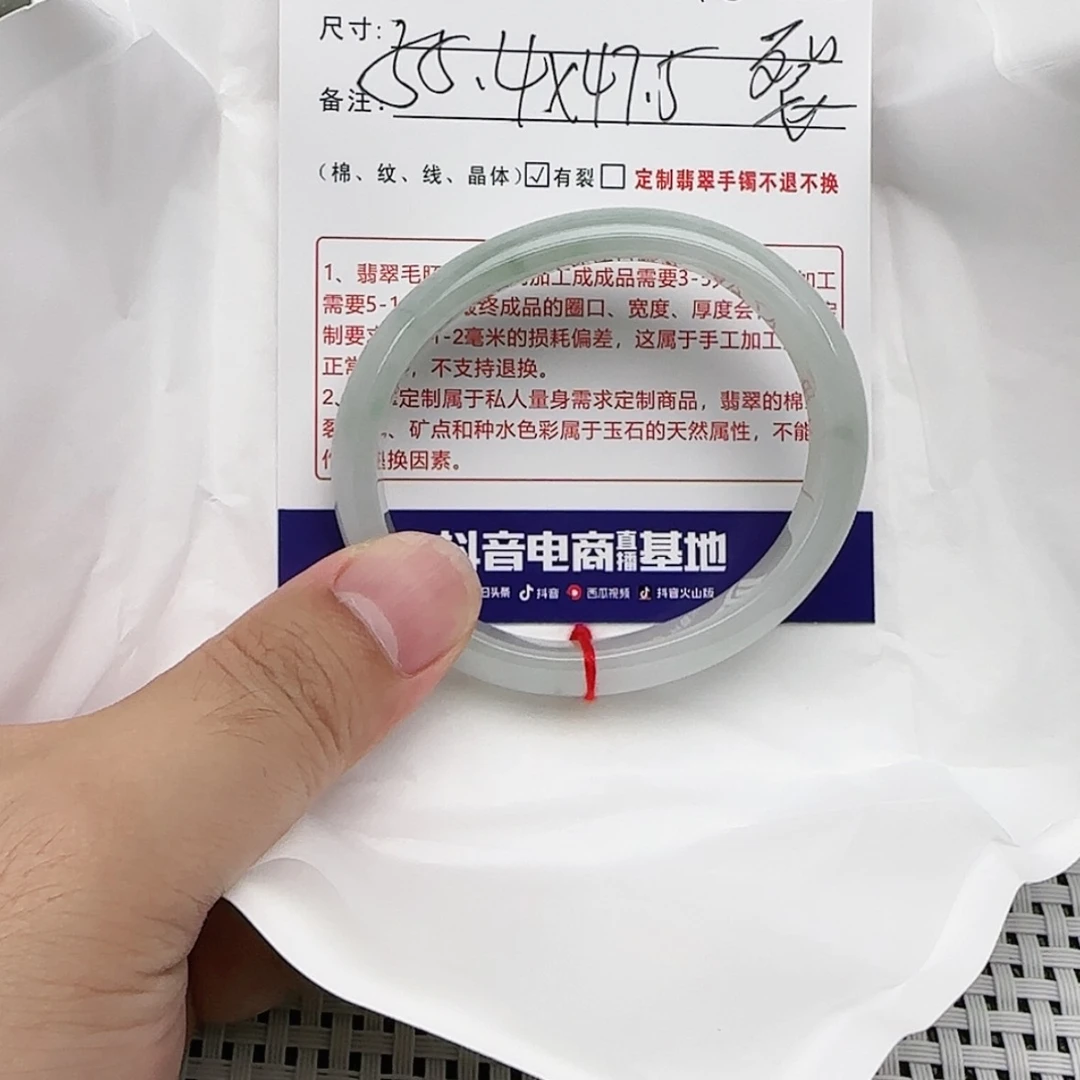 尺寸: 55.4X47.5 裂
备注:
(棉、纹、线、晶体)☑有裂☐ 定制翡翠手镯不退不换
1、翡翠毛 加工成成品需要3-5 加工
需要5-1 终成品的圈口、宽度、厚度会
制要 1-2毫米的损耗偏差，这属于手工加工
正常 ，不支持退换。
2、 定制属于私人量身需求定制商品，翡翠的棉
裂 、矿点和种水色彩属于玉石的天然属性，不能
作 换因素。
抖音电商直播基地
日头条 抖音 西瓜视频 抖音火山版